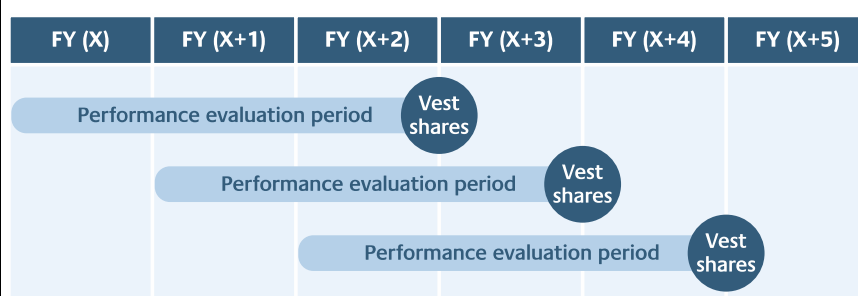 FY (X) FY (X+1) FY (X+2) FY (X+3) FY (X+4) FY (X+5)
Performance evaluation period
Vest
shares
Performance evaluation period
Vest
shares
Performance evaluation period
Vest
shares